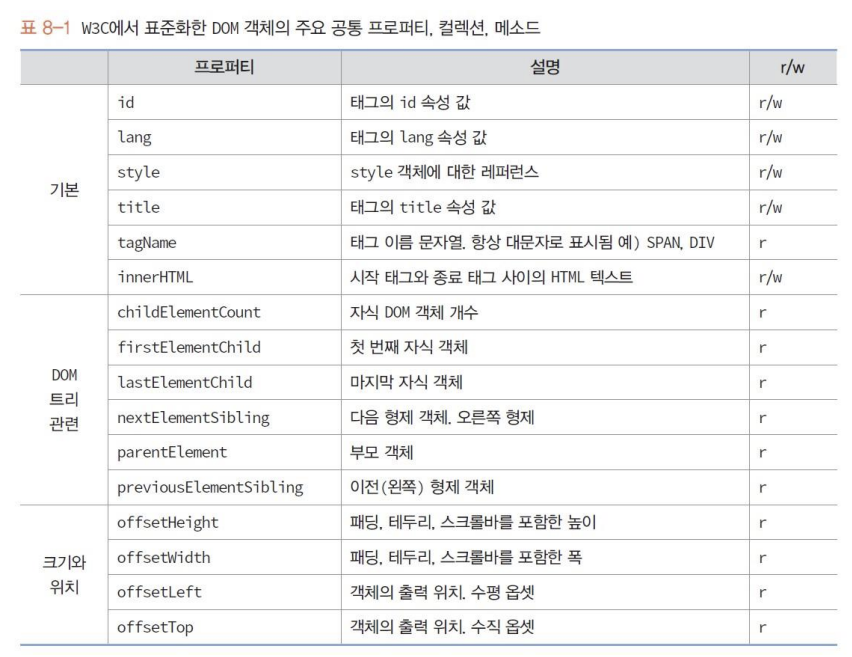 표 8-1 W3C에서 표준화한 DOM 객체의 주요 공통 프로퍼티, 컬렉션, 메소드
프로퍼티 설명 r/w
기본
id 태그의 id 속성 값 r/w
lang 태그의 lang 속성 값 r/w
style style 객체에 대한 레퍼런스 r/w
title 태그의 title 속성 값 r/w
tagName 태그 이름 문자열. 항상 대문자로 표시됨 예) SPAN, DIV r
innerHTML 시작 태그와 종료 태그 사이의 HTML 텍스트 r/w
DOM
트리
관련
childElementCount 자식 DOM 객체 개수 r
firstElementChild 첫 번째 자식 객체 r
lastElementChild 마지막 자식 객체 r
nextElementSibling 다음 형제 객체. 오른쪽 형제 r
parentElement 부모 객체 r
previousElementSibling 이전(왼쪽) 형제 객체 r
크기와
위치
offsetHeight 패딩, 테두리, 스크롤바를 포함한 높이 r
offsetWidth 패딩, 테두리, 스크롤바를 포함한 폭 r
offsetLeft 객체의 출력 위치. 수평 옵셋 r
offsetTop 객체의 출력 위치. 수직 옵셋 r